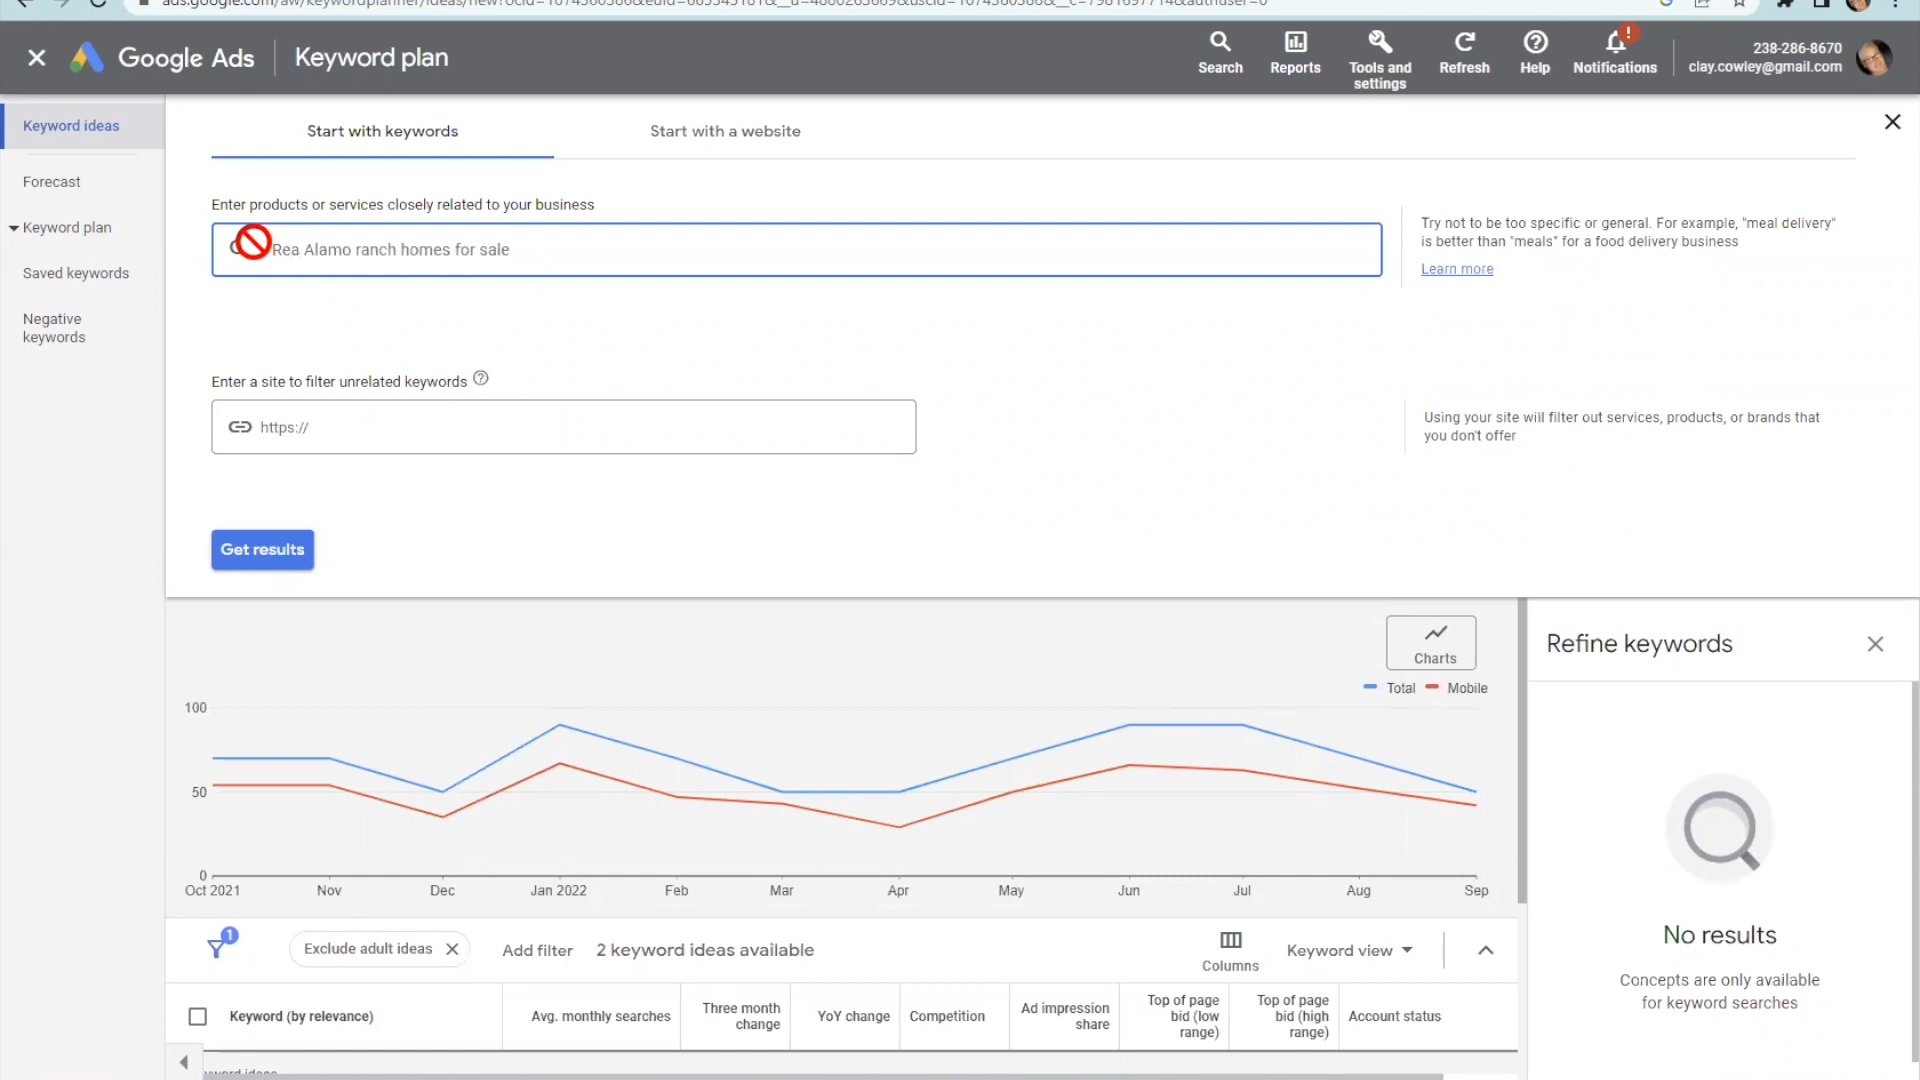 Google Ads
Keyword plan
Search
Reports
Tools and
settings
Refresh
Help
!
Notifications
238-286-8670
clay.cowley@gmail.com
Keyword ideas
Forecast
Keyword plan
Saved keywords
Negative
keywords
Start with keywords
Start with a website
Enter products or services closely related to your business
Rea Alamo ranch homes for sale
Try not to be too specific or general. For example, "meal delivery"
is better than "meals" for a food delivery business
Learn more
Enter a site to filter unrelated keywords
https://
Using your site will filter out services, products, or brands that
you don't offer
Get results
Charts
Total
Mobile
100
50
0
Oct 2021
Nov
Dec
Jan 2022
Feb
Mar
Apr
May
Jun
Jul
Aug
Sep
Refine keywords
No results
Concepts are only available
for keyword searches
1
Exclude adult ideas
Add filter
2 keyword ideas available
Columns
Keyword view
Keyword (by relevance)
Avg. monthly searches
Three month
change
YoY change
Competition
Ad impression
share
Top of page
bid (low
range)
Top of page
bid (high
range)
Account status